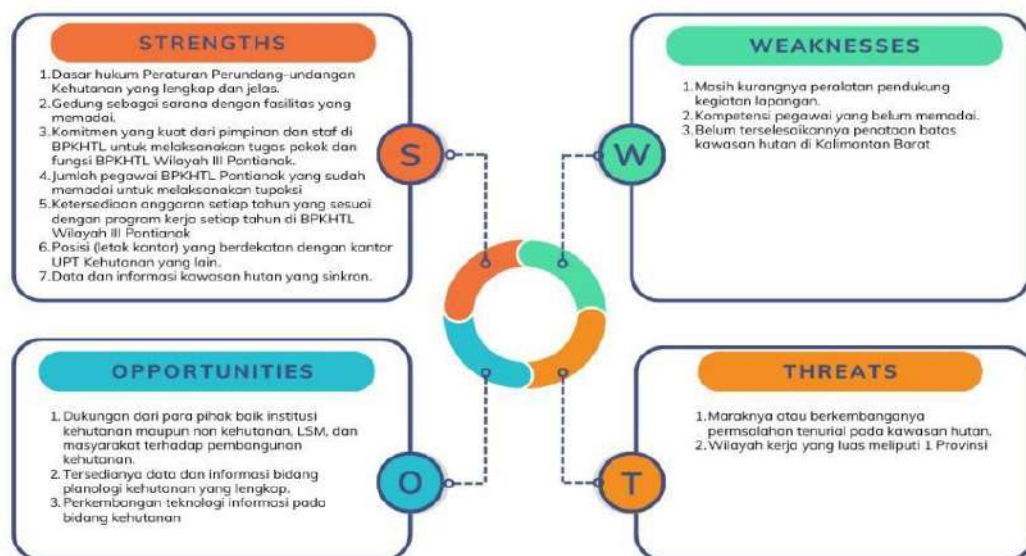 STRENGTHS
1.Dasar hukum Peraturan Perundang-undangan
Kehutanan yang lengkap dan jelas.
2.Gedung sebagai sarana dengan fasilitas yang
memadai.
3.Komitmen yang kuat dari pimpinan dan staf di
BPKHTL untuk melaksanakan tugas pokok dan
fungsi BPKHTL Wilayah III Pontianak.
4.Jumlah pegawai BPKHTL Pontianak yang sudah
memadai untuk melaksanakan tupoksi
5.Ketersediaan anggaran setiap tahun yang sesuai
dengan program kerja setiap tahun di BPKHTL
Wilayah III Pontianak
6.Posisi (letak kantor) yang berdekatan dengan kantor
UPT Kehutanan yang lain.
7.Data dan informasi kawasan hutan yang sinkron.
S
WEAKNESSES
1.Masih kurangnya peralatan pendukung
kegiatan lapangan.
2.Kompetensi pegawai yang belum memadai.
3.Belum terselesaikannya penataan batas
kawasan hutan di Kalimantan Barat
W
OPPORTUNITIES
1.Dukungan dari para pihak baik institusi
kehutanan maupun non kehutanan, LSM, dan
masyarakat terhadap pembangunan
kehutanan.
2.Tersedianya data dan informasi bidang
planologi kehutanan yang lengkap.
3.Perkembangan teknologi informasi pada
bidang kehutanan
O
THREATS
1.Maraknya atau berkembanganya
permsalahan tenurial pada kawasan hutan.
2.Wilayah kerja yang luas meliputi 1 Provinsi
T